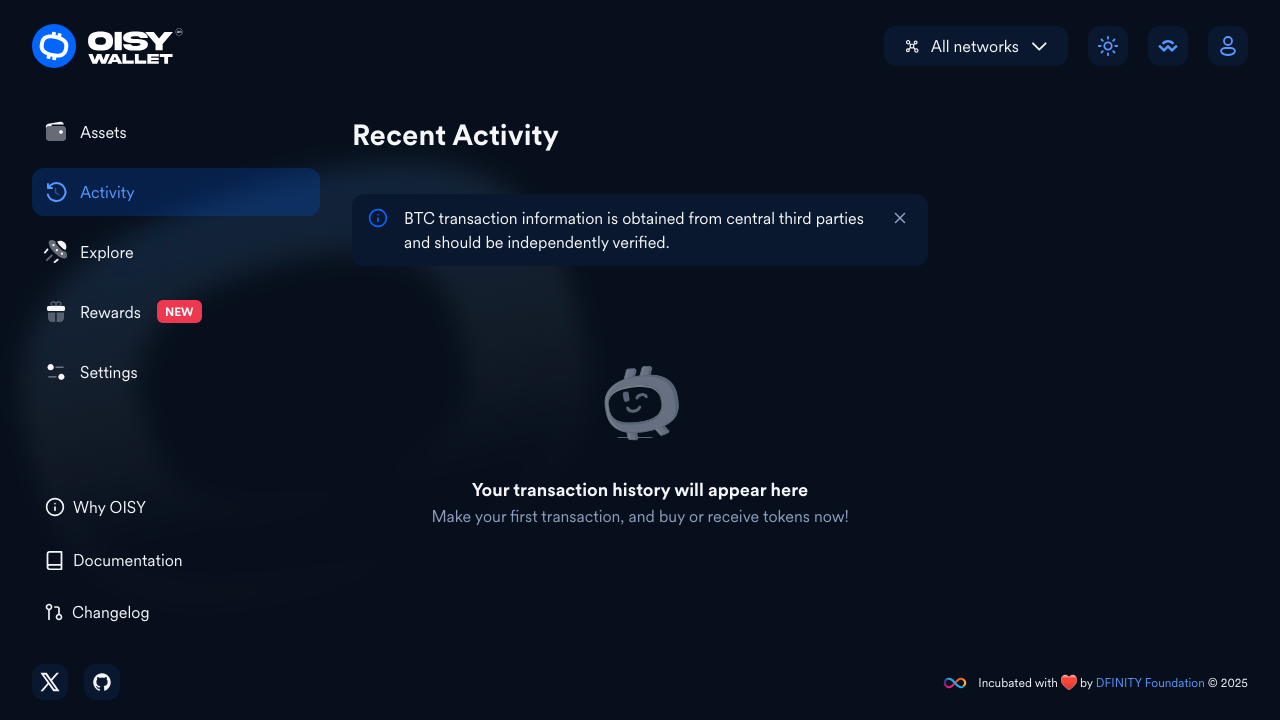 OISY
WALLET
All networks
Assets
Activity
Explore
Rewards NEW
Settings
Why OISY
Documentation
Changelog
Recent Activity
BTC transaction information is obtained from central third parties
and should be independently verified.
Your transaction history will appear here
Make your first transaction, and buy or receive tokens now!
Incubated with ❤️ by DFINITY Foundation © 2025